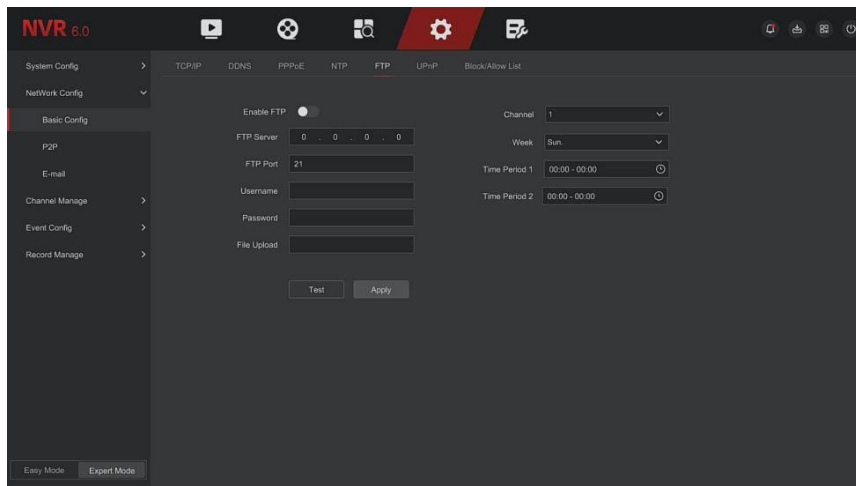 NVR 6.0
System Config
NetWork Config
Basic Config
P2P
E-mail
Channel Manage
Event Config
Record Manage
Easy Mode Expert Mode
TCP/IP DDNS PPPoE NTP FTP UPnP Block/Allow List
Enable FTP
FTP Server 0 . 0 . 0 . 0
FTP Port 21
Username
Password
File Upload
Test Apply
Channel 1
Week Sun.
Time Period 1 00:00 - 00:00
Time Period 2 00:00 - 00:00